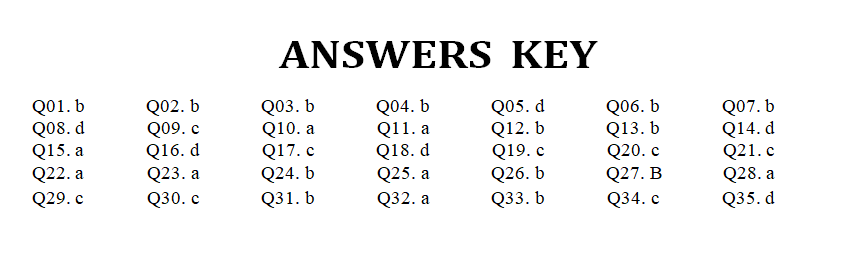 ANSWERS KEY
Q01. b Q02. b Q03. b Q04. b Q05. d Q06. b Q07. b
Q08. d Q09. c Q10. a Q11. a Q12. b Q13. b Q14. d
Q15. a Q16. d Q17. c Q18. d Q19. c Q20. c Q21. c
Q22. a Q23. a Q24. b Q25. a Q26. b Q27. B Q28. a
Q29. c Q30. c Q31. b Q32. a Q33. b Q34. c Q35. d